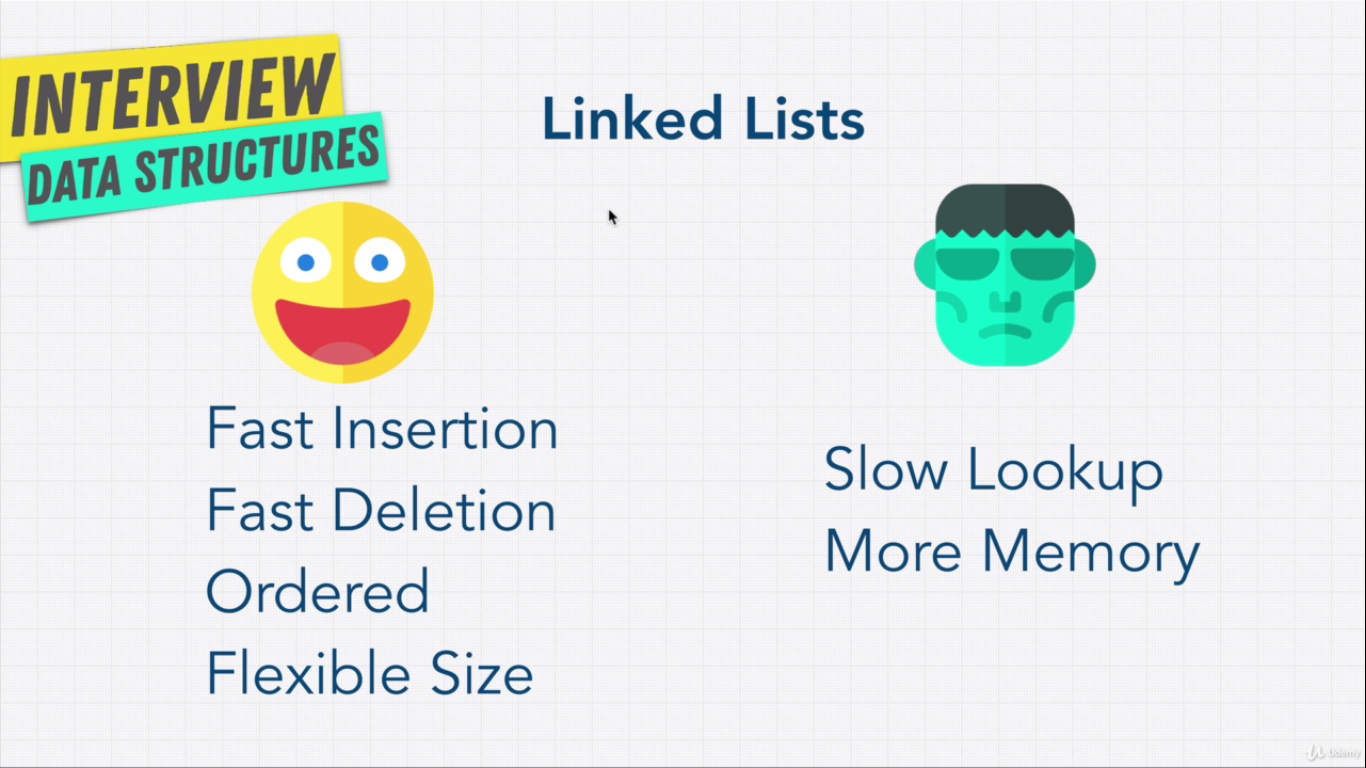 INTERVIEW
DATA STRUCTURES
Linked Lists
Fast Insertion
Fast Deletion
Ordered
Flexible Size
Slow Lookup
More Memory
Udemy